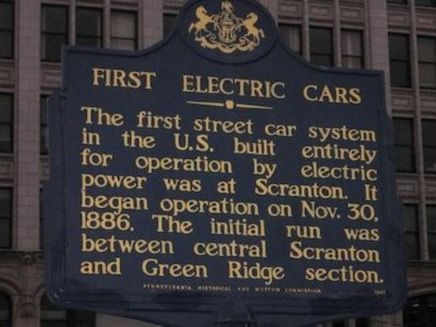 FIRST ELECTRIC CARS
The first street car system
in the U.S. built entirely
for operation by electric
power was at Scranton. It
began operation on Nov. 30,
1886. The initial run was
between central Scranton
and Green Ridge section.
PENNSYLVANIA HISTORICAL AND MUSEUM COMMISSION 1947